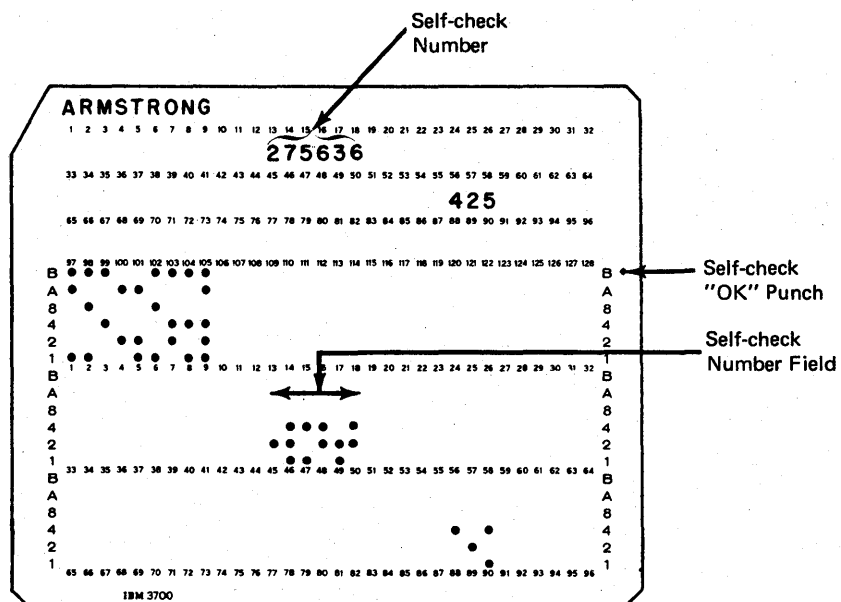 Self-check
Number
ARMSTRONG
1 2 3 4 5 6 7 8 9 10 11 12 13 14 15 16 17 18 19 20 21 22 23 24 25 26 27 28 29 30 31 32
275636
33 34 35 36 37 38 39 40 41 42 43 44 45 46 47 48 49 50 51 52 53 54 55 56 57 58 59 60 61 62 63 64
425
65 66 67 68 69 70 71 72 73 74 75 76 77 78 79 80 81 82 83 84 85 86 87 88 89 90 91 92 93 94 95 96
97 98 99 100 101 102 103 104 105 106 107 108 109 110 111 112 113 114 115 116 117 118 119 120 121 122 123 124 125 126 127 128
B B Self-check
A A "OK" Punch
8 8
4 4
2 2 Self-check
1 1 Number Field
1 2 3 4 5 6 7 8 9 10 11 12 13 14 15 16 17 18 19 20 21 22 23 24 25 26 27 28 29 30 31 32
B B
A A
8 8
4 4
2 2
1 1
33 34 35 36 37 38 39 40 41 42 43 44 45 46 47 48 49 50 51 52 53 54 55 56 57 58 59 60 61 62 63 64
B B
A A
8 8
4 4
2 2
1 1
65 66 67 68 69 70 71 72 73 74 75 76 77 78 79 80 81 82 83 84 85 86 87 88 89 90 91 92 93 94 95 96
IBM 3700